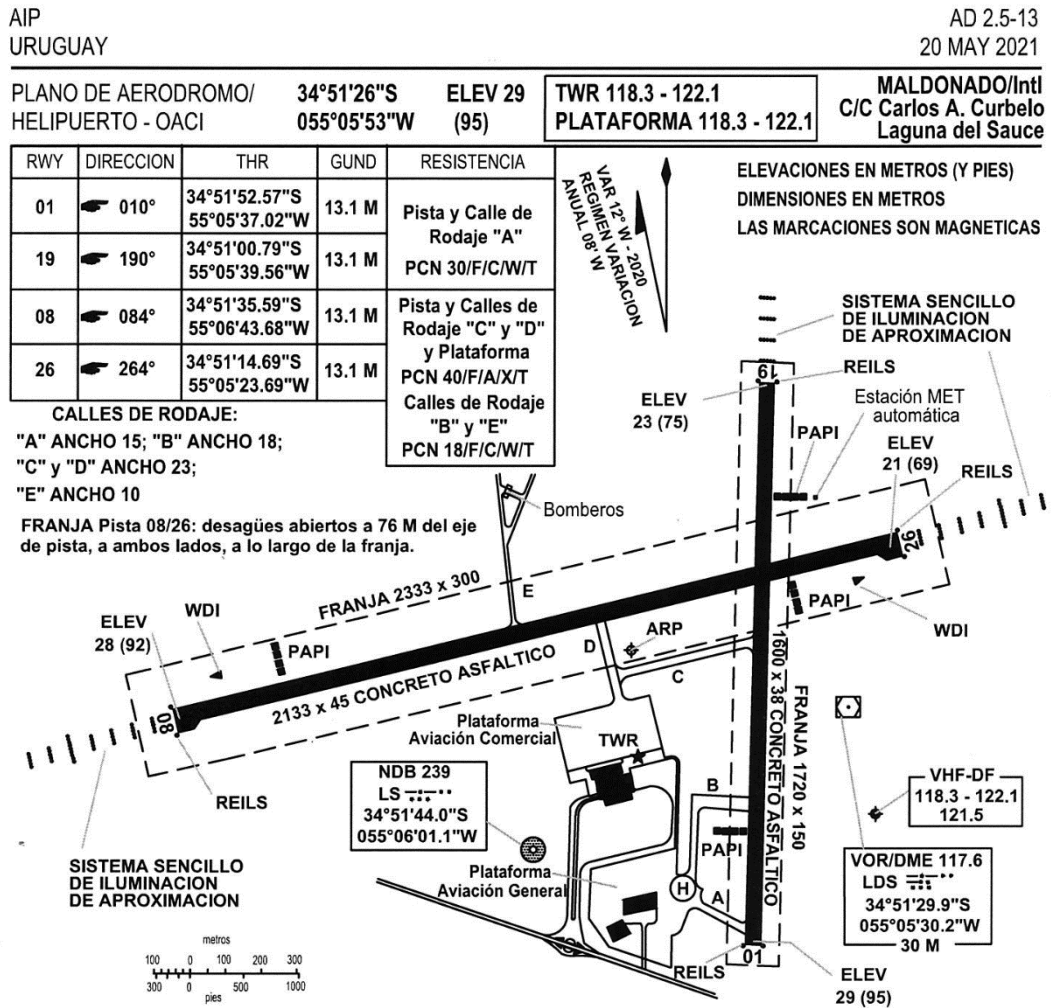 AIP
URUGUAY
AD 2.5-13
20 MAY 2021
PLANO DE AERODROMO/
HELIPUERTO - OACI
34°51'26"S
055°05'53"W
ELEV 29
(95)
TWR 118.3 - 122.1
PLATAFORMA 118.3 - 122.1
MALDONADO/Intl
C/C Carlos A. Curbelo
Laguna del Sauce
RWY DIRECCION THR GUND RESISTENCIA
01 010° 34°51'52.57"S 55°05'37.02"W 13.1 M
19 190° 34°51'00.79"S 55°05'39.56"W 13.1 M
Pista y Calle de
Rodaje "A"
PCN 30/F/C/W/T
08 084° 34°51'35.59"S 55°06'43.68"W 13.1 M
26 264° 34°51'14.69"S 55°05'23.69"W 13.1 M
Pista y Calles de
Rodaje "C" y "D"
y Plataforma
PCN 40/F/A/X/T
Calles de Rodaje
"B" y "E"
PCN 18/F/C/W/T
CALLES DE RODAJE:
"A" ANCHO 15; "B" ANCHO 18;
"C" y "D" ANCHO 23;
"E" ANCHO 10
FRANJA Pista 08/26: desagües abiertos a 76 M del eje
de pista, a ambos lados, a lo largo de la franja.
VAR 12° W - 2020
REGIMEN VARIACION
ANUAL 08' W
ELEVACIONES EN METROS (Y PIES)
DIMENSIONES EN METROS
LAS MARCACIONES SON MAGNETICAS
SISTEMA SENCILLO
DE ILUMINACION
DE APROXIMACION
19
REILS
ELEV
23 (75)
Estación MET
automática
PAPI
ELEV
21 (69)
REILS
26
Bomberos
E
FRANJA 2333 x 300
WDI
ELEV
28 (92)
PAPI
PAPI
WDI
ARP
D
C
2133 x 45 CONCRETO ASFALTICO
08
REILS
1600 x 38 CONCRETO ASFALTICO
FRANJA 1720 x 150
Plataforma
Aviación Comercial
TWR
NDB 239
LS
34°51'44.0"S
055°06'01.1"W
B
PAPI
VHF-DF
118.3 - 122.1
121.5
SISTEMA SENCILLO
DE ILUMINACION
DE APROXIMACION
Plataforma
Aviación General
H
A
VOR/DME 117.6
LDS
34°51'29.9"S
055°05'30.2"W
30 M
REILS
01
ELEV
29 (95)
metros
100 0 100 200 300
300 0 500 1000
pies